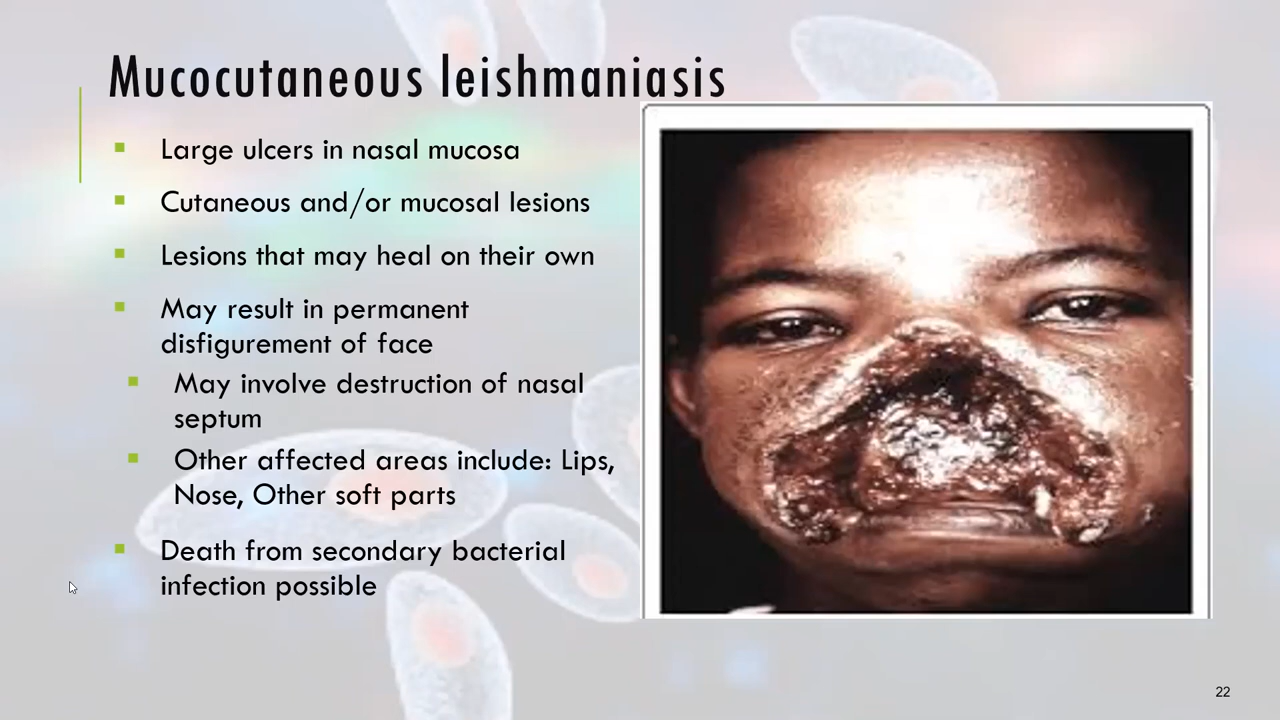 Mucocutaneous leishmaniasis
Large ulcers in nasal mucosa
Cutaneous and/or mucosal lesions
Lesions that may heal on their own
May result in permanent
disfigurement of face
May involve destruction of nasal
septum
Other affected areas include: Lips,
Nose, Other soft parts
Death from secondary bacterial
infection possible
22